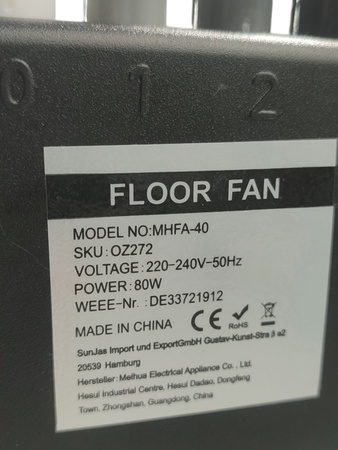 0 1 2
FLOOR FAN
MODEL NO:MHFA-40
SKU:OZ272
VOLTAGE:220-240V-50Hz
POWER:80W
WEEE-Nr.:DE33721912
MADE IN CHINA CE RoHS
SunJas Import und ExportGmbH Gustav-Kunst-Stra ß a2
20539 Hamburg
Hersteller: Meihua Electrical Appliance Co. , Ltd
Hesui Industrial Centre, Hesui Dadao, Dongfeng
Town, Zhongshan, Guangdong, China